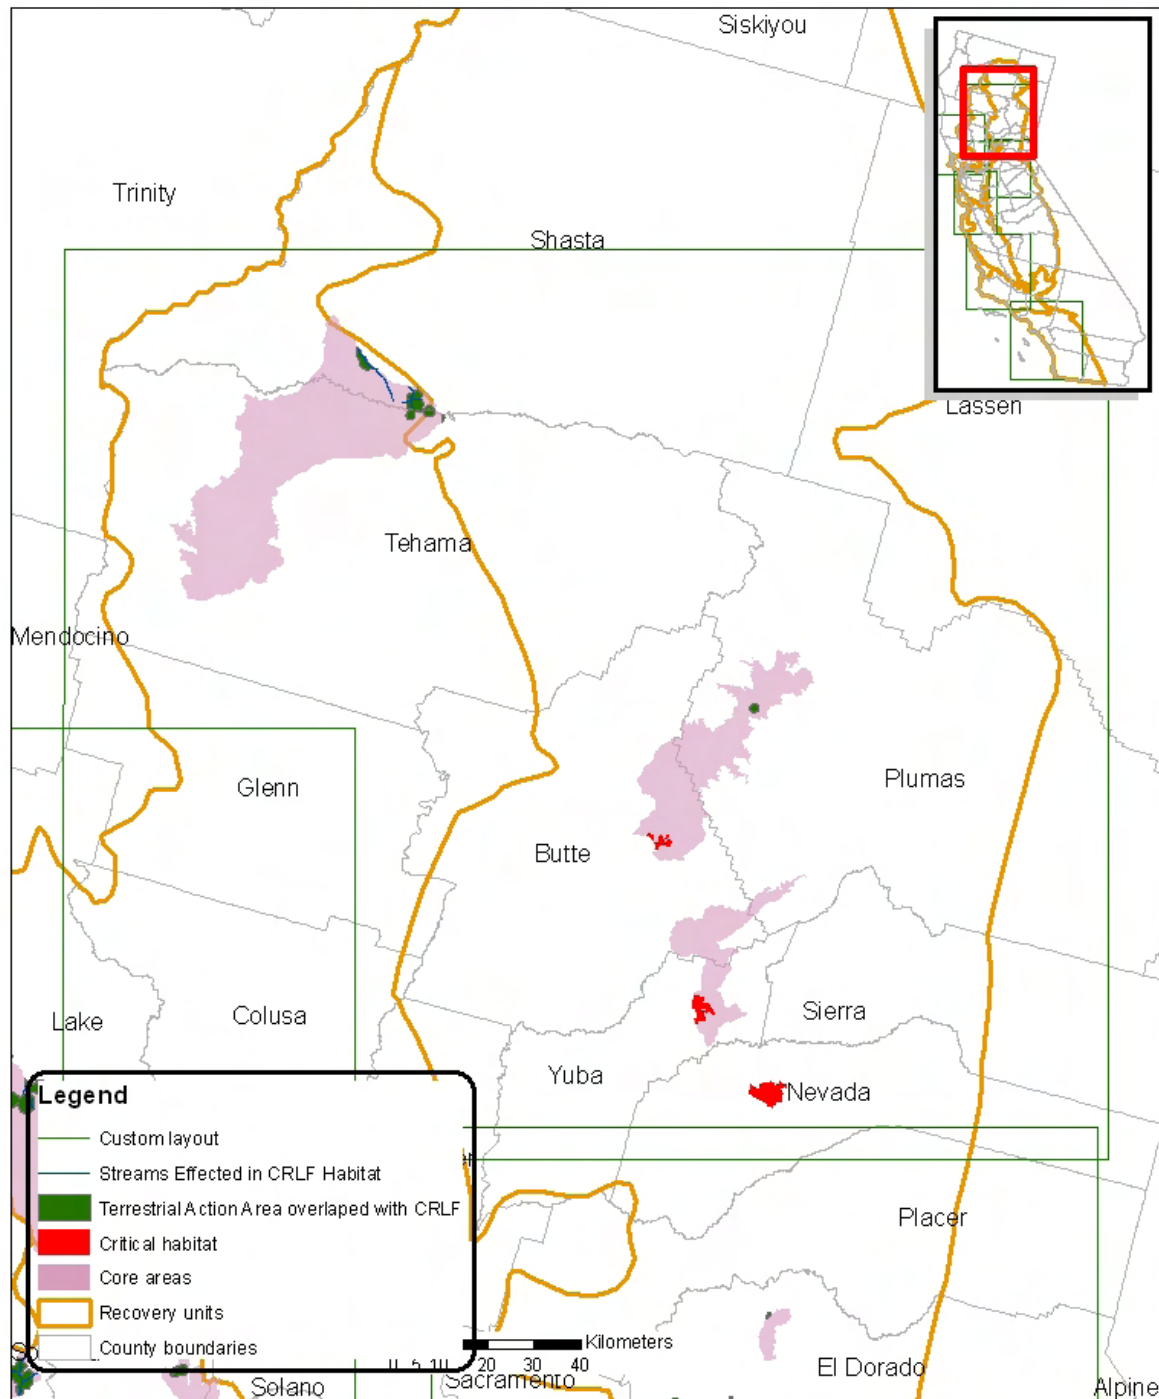 Siskiyou
Trinity
Shasta
Lassen
Tehama
Mendocino
Glenn
Plumas
Butte
Lake
Colusa
Sierra
Yuba
Nevada
Legend
Custom layout
Streams Effected in CRLF Habitat
Terrestrial Action Area overlaped with CRLF
Critical habitat
Core areas
Recovery units
County boundaries
Placer
Kilometers
20 30 40
El Dorado
Solano
Sacramento
Alpine